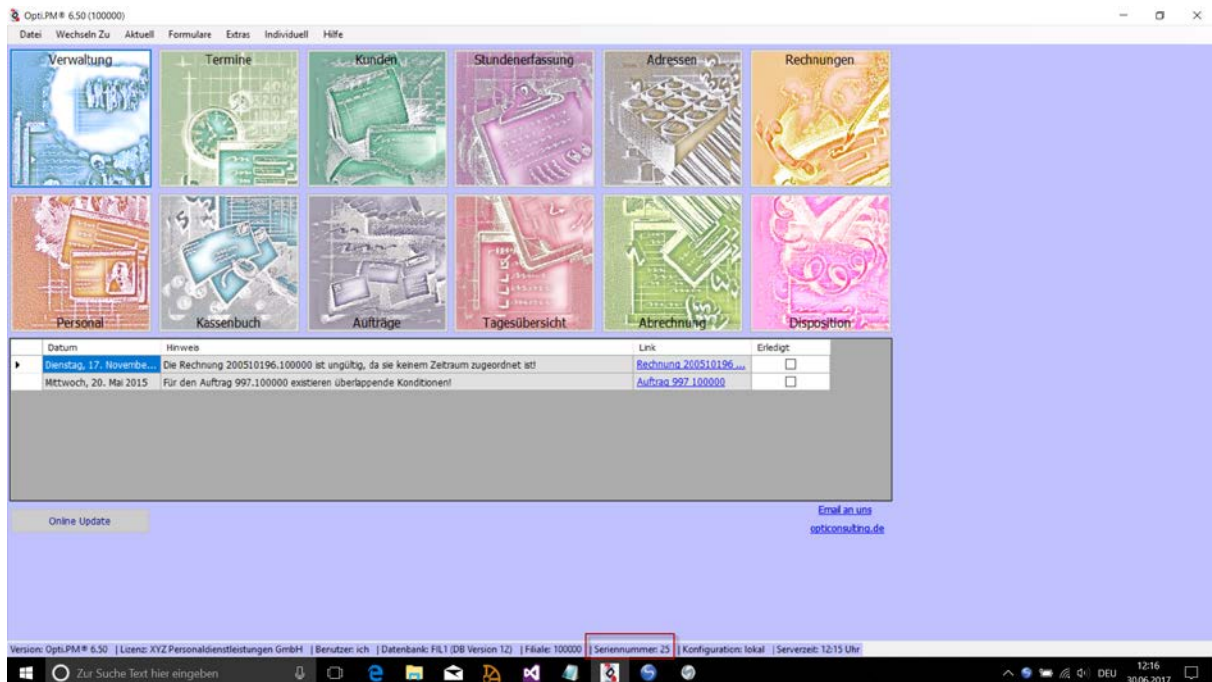 Opti.PM® 6.50 (100000)
Datei Wechseln Zu Aktuell Formulare Extras Individuell Hilfe
Verwaltung Termine Kunden Stundenerfassung Adressen Rechnungen
Personal Kassenbuch Aufträge Tagesübersicht Abrechnung Disposition
Datum Hinweis Link Erledigt
Dienstag, 17. Novembe... Die Rechnung 200510196.100000 ist ungültig, da sie keinem Zeitraum zugeordnet ist! Rechnung 200510196 ...
Mittwoch, 20. Mai 2015 Für den Auftrag 997.100000 existieren überlappende Konditionen! Auftrag 997.100000
Online Update
Email an uns
opticonsulting.de
Version: Opti.PM® 6.50 | Lizenz: XYZ Personaldienstleistungen GmbH | Benutzer: ich | Datenbank: FIL1 (DB Version 12) | Filiale: 100000 | Seriennummer: 25 | Konfiguration: lokal | Serverzeit: 12:15 Uhr
Zur Suche Text hier eingeben
DEU
12:16
30.06.2017